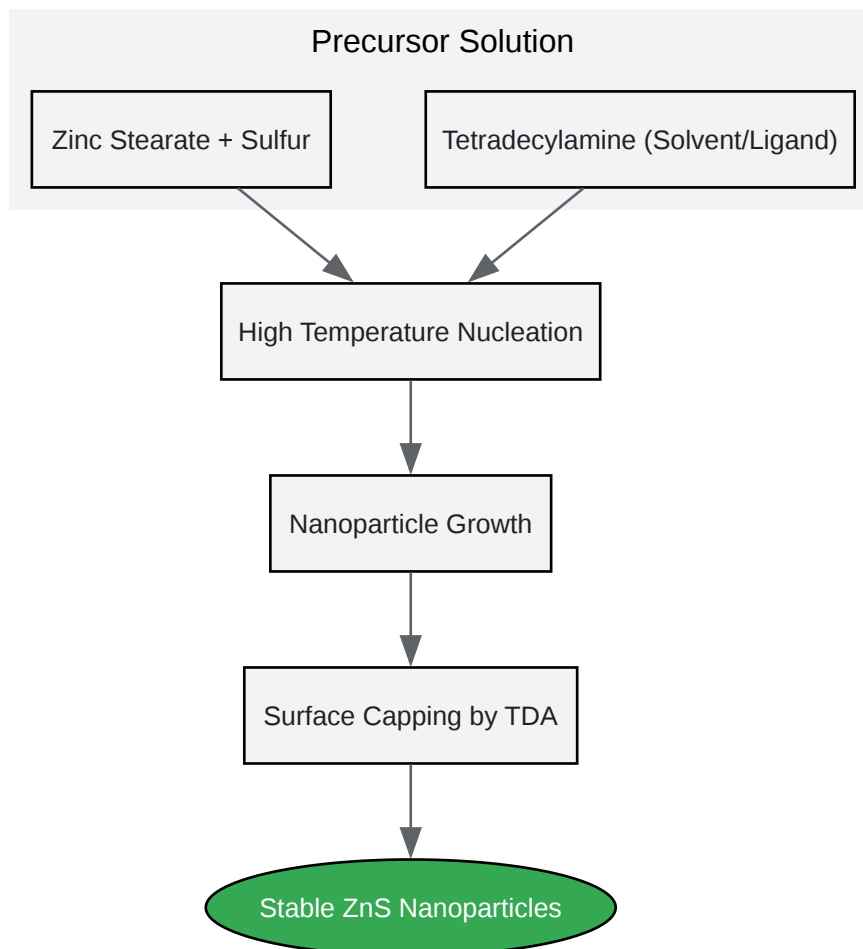 Precursor Solution
Zinc Stearate + Sulfur
Tetradecylamine (Solvent/Ligand)
High Temperature Nucleation
Nanoparticle Growth
Surface Capping by TDA
Stable ZnS Nanoparticles